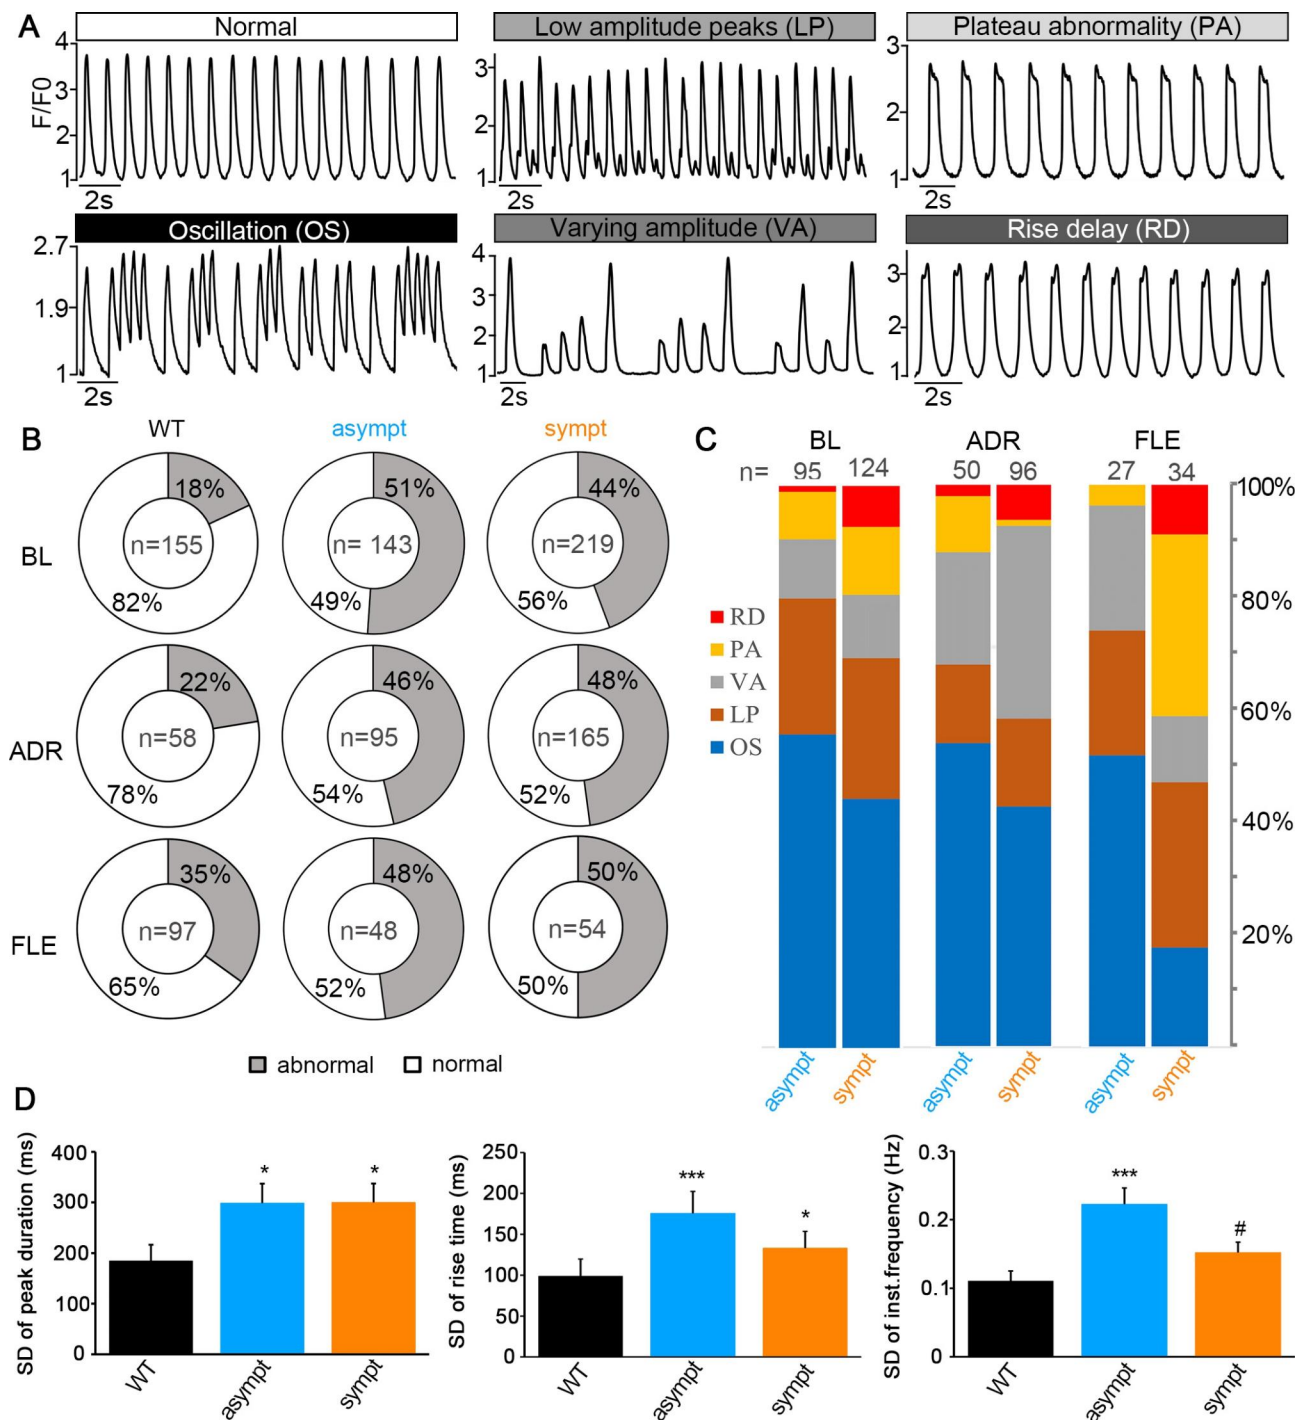 A
Normal
Low amplitude peaks (LP)
Plateau abnormality (PA)
F/F0
4
3
2
1
2s
3
2
1
2s
3
2
1
2s
Oscillation (OS)
Varying amplitude (VA)
Rise delay (RD)
2.7
1.9
1
2s
4
3
2
1
2s
3
2
1
2s
B
WT
asympt
sympt
BL
18%
n=155
82%
51%
n= 143
49%
44%
n=219
56%
ADR
22%
n=58
78%
46%
n=95
54%
48%
n=165
52%
FLE
35%
n=97
65%
48%
n=48
52%
50%
n=54
50%
abnormal
normal
C
BL
ADR
FLE
n=
95
124
50
96
27
34
RD
PA
VA
LP
OS
100%
80%
60%
40%
20%
asympt
sympt
asympt
sympt
asympt
sympt
D
SD of peak duration (ms)
400
300
200
100
0
*
*
WT
asympt
sympt
SD of rise time (ms)
250
200
150
100
50
0
***
*
WT
asympt
sympt
SD of inst.frequency (Hz)
0.3
0.2
0.1
0
***
#
WT
asympt
sympt